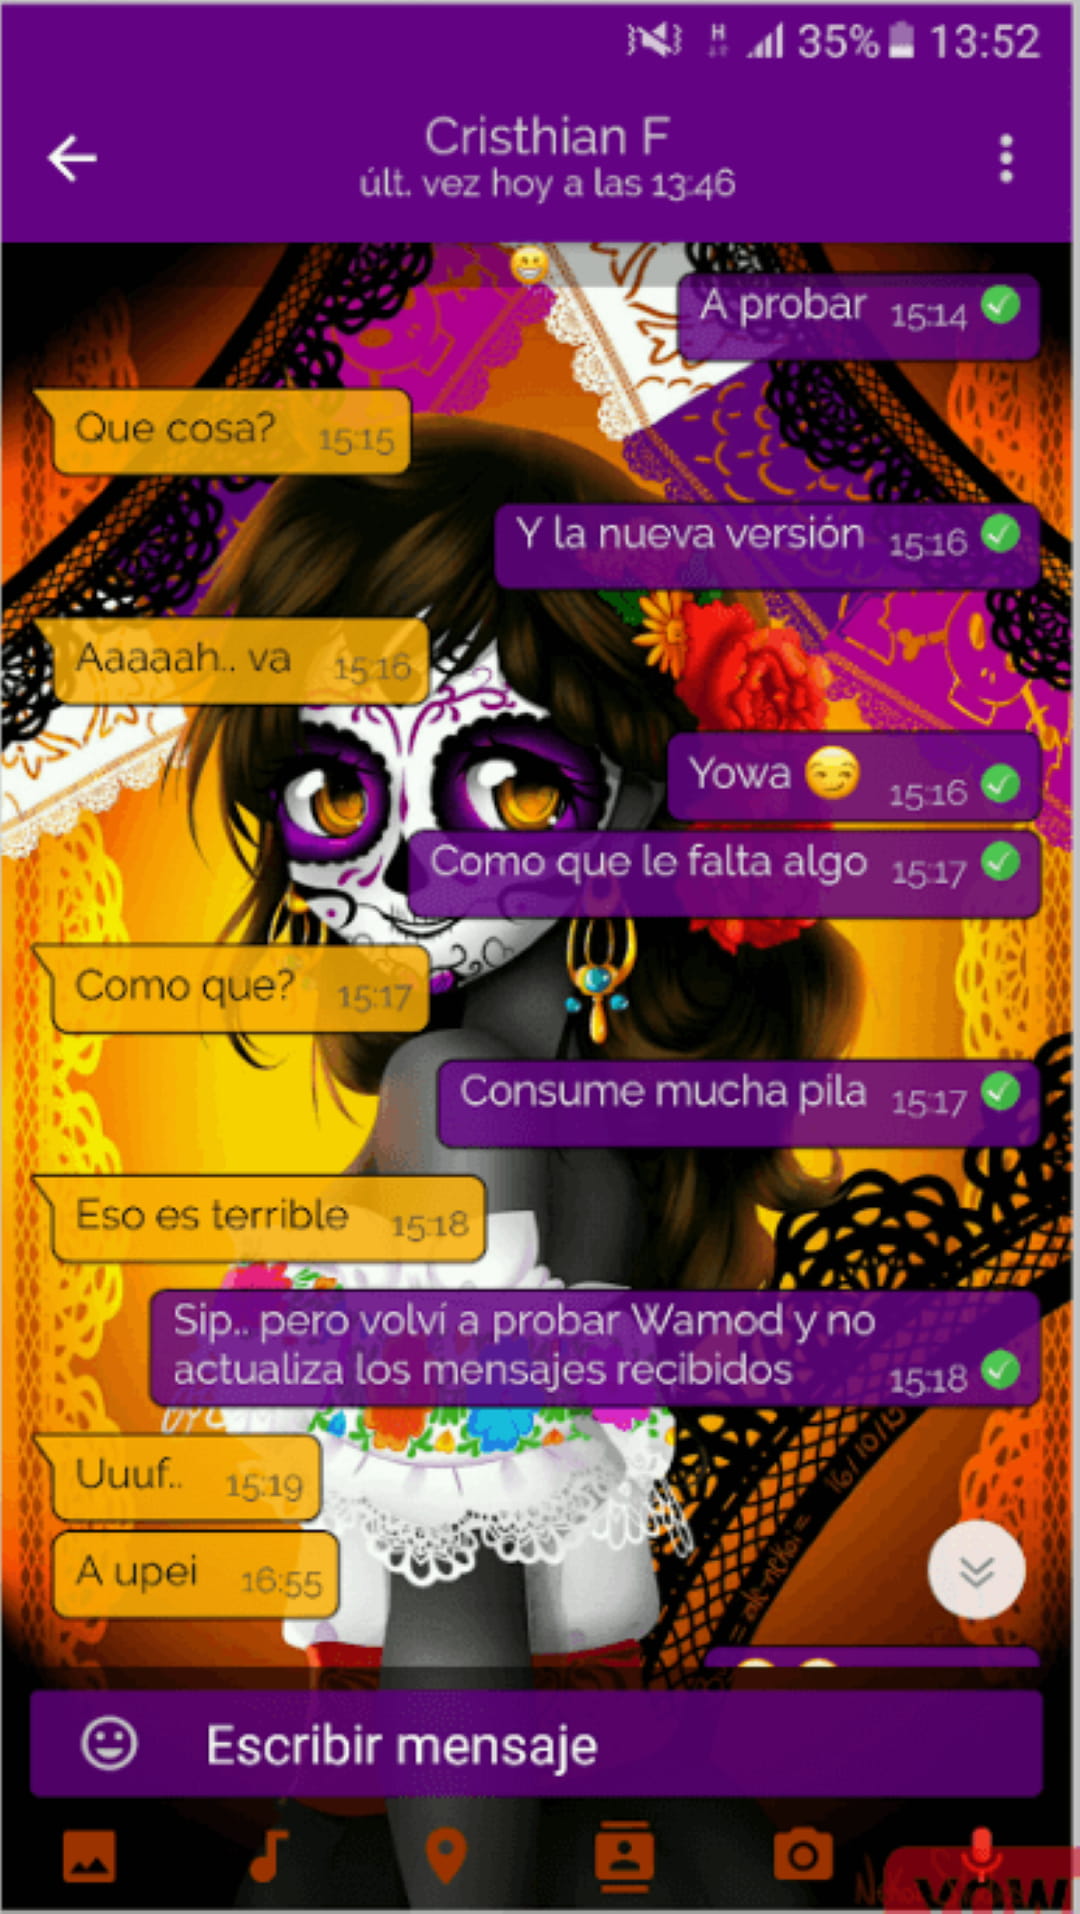 35% 13:52
Cristhian F
últ. vez hoy a las 13:46
A probar 15:14
Que cosa? 15:15
Y la nueva versión 15:16
Aaaaah.. va 15:16
Yowa 15:16
Como que le falta algo 15:17
Como que? 15:17
Consume mucha pila 15:17
Eso es terrible 15:18
Sip.. pero volví a probar Wamod y no
actualiza los mensajes recibidos 15:18
Uuuf.. 15:19
A upei 16:55
16/10/15
Escribir mensaje